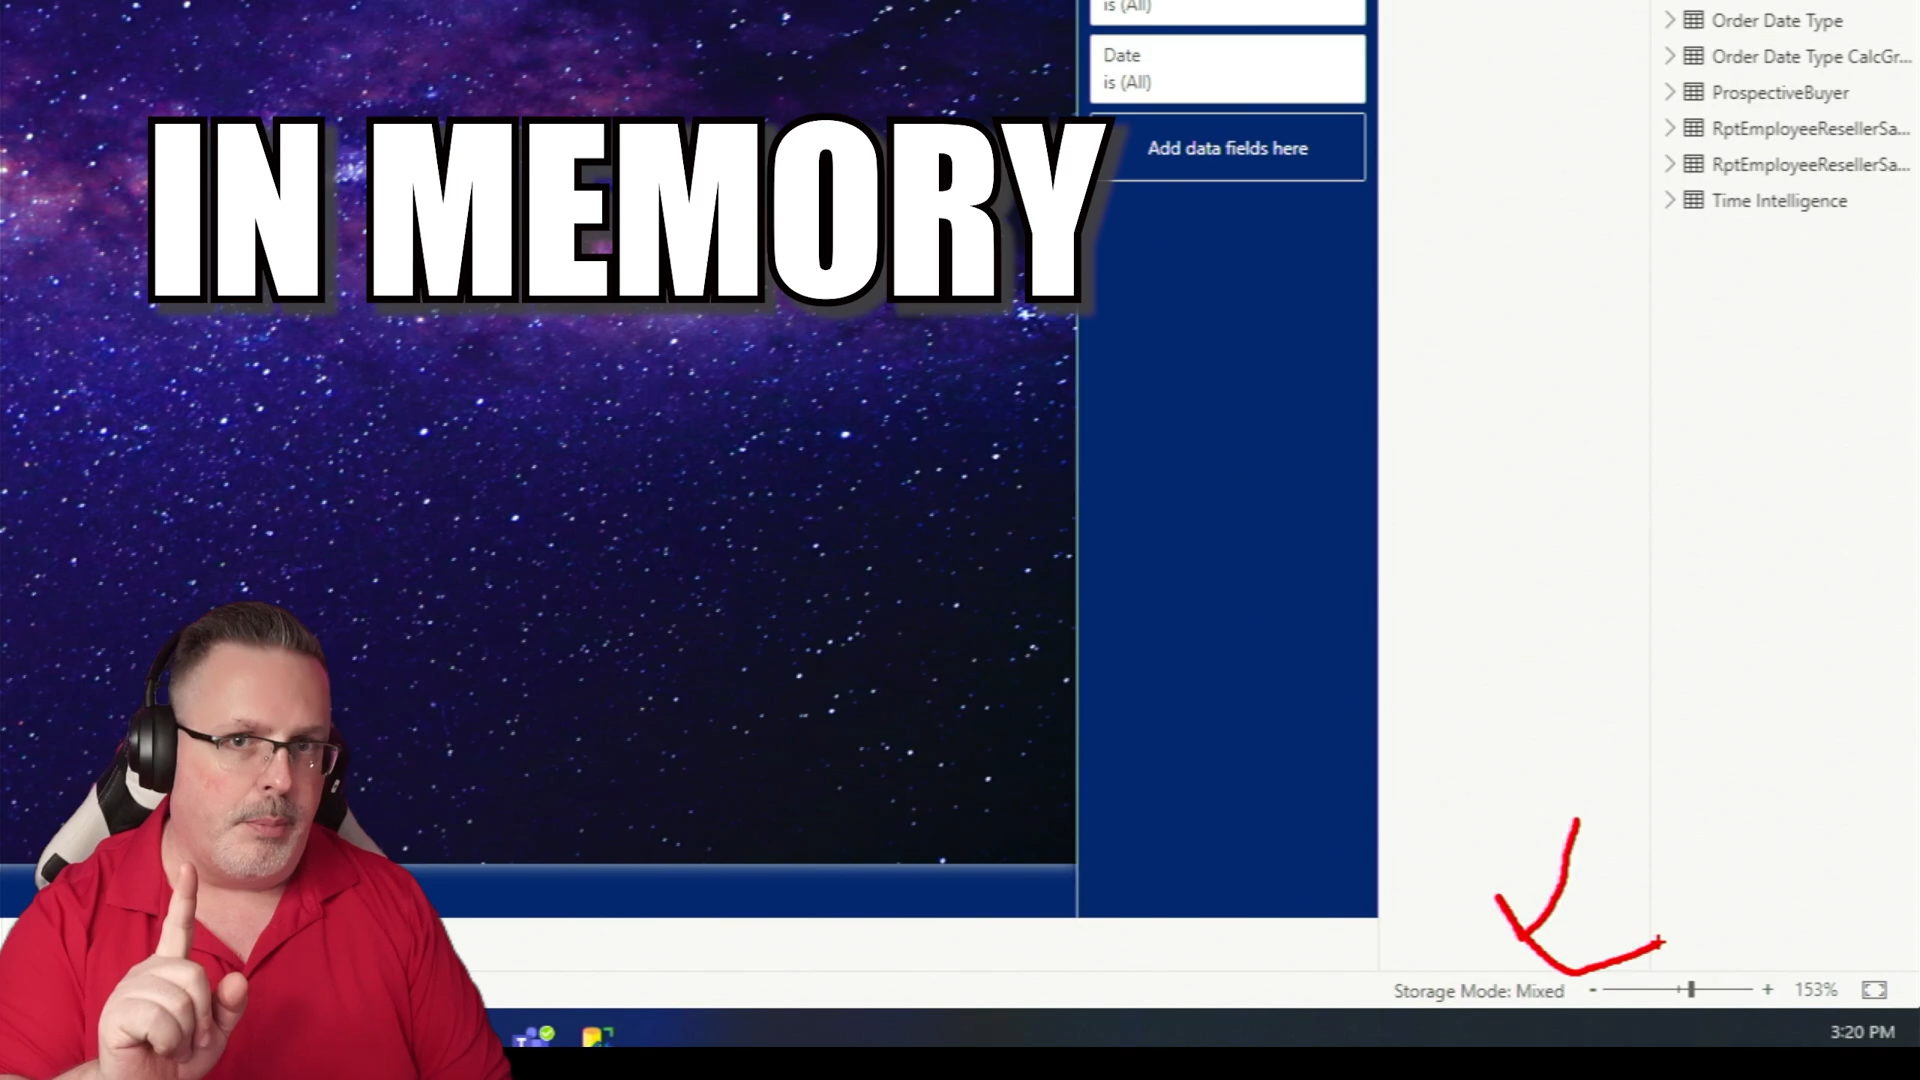 is (All)
Date
is (All)
Add data fields here
IN MEMORY
Order Date Type
Order Date Type CalcGr...
ProspectiveBuyer
RptEmployeeResellerSa...
RptEmployeeResellerSa...
Time Intelligence
Storage Mode: Mixed
- + 153%
3:20 PM